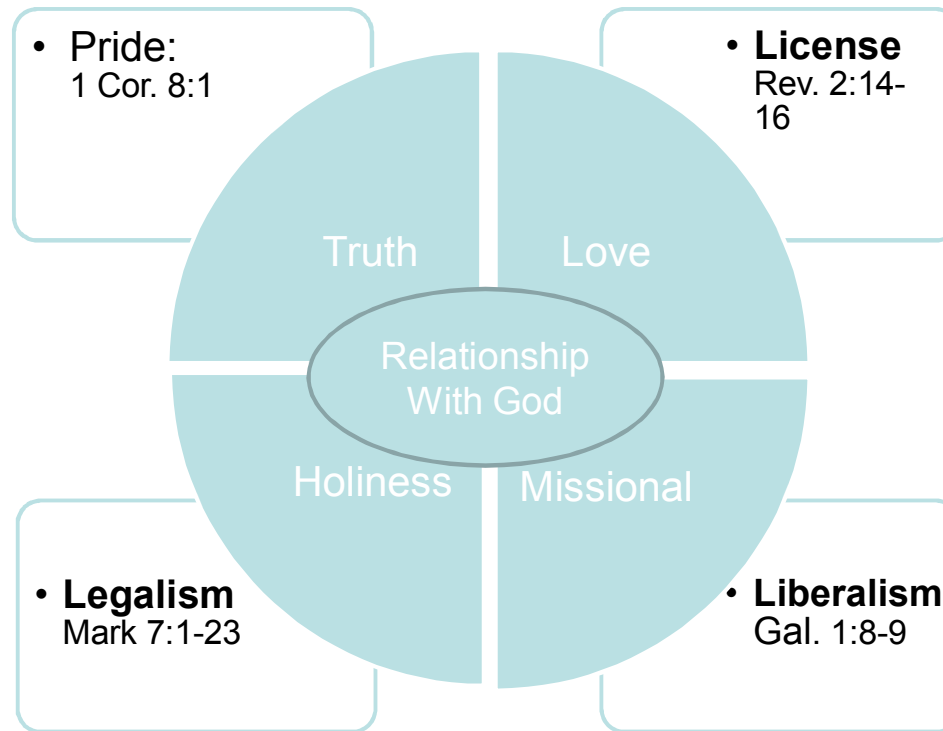 • Pride:
1 Cor. 8:1
• License
Rev. 2:14-
16
Truth
Love
Relationship
With God
Holiness
Missional
• Legalism
Mark 7:1-23
• Liberalism
Gal. 1:8-9